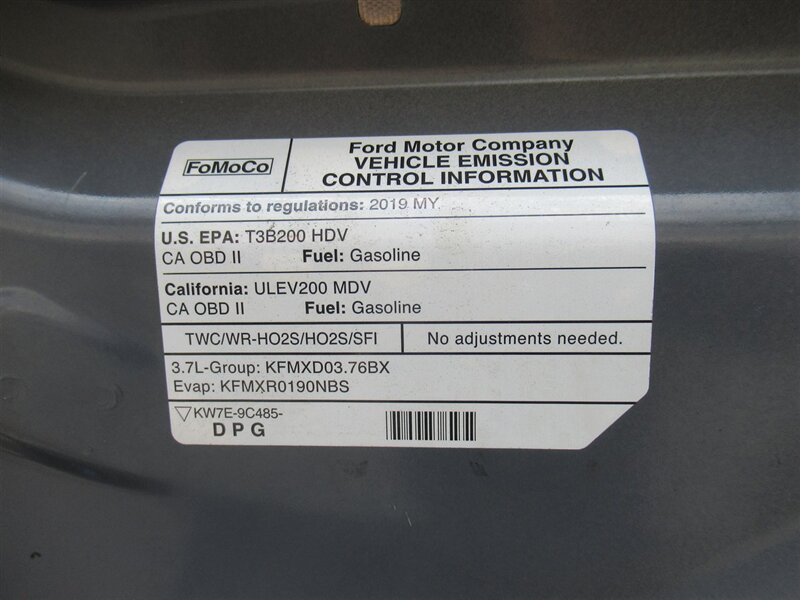 FoMoCo
Ford Motor Company
VEHICLE EMISSION
CONTROL INFORMATION
Conforms to regulations: 2019 MY
U.S. EPA: T3B200 HDV
CA OBD II Fuel: Gasoline
California: ULEV200 MDV
CA OBD II Fuel: Gasoline
TWC/WR-HO2S/HO2S/SFI No adjustments needed.
3.7L-Group: KFMXD03.76BX
Evap: KFMXR0190NBS
KW7E-9C485-
D P G